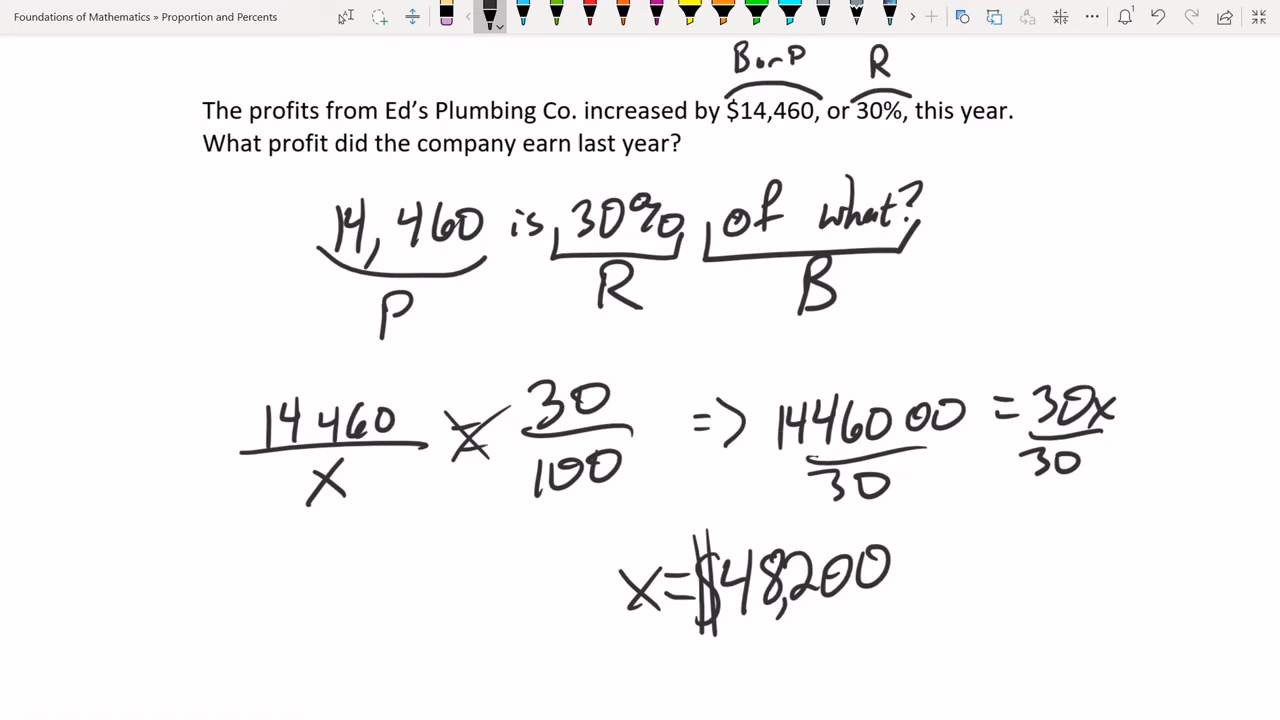 Foundations of Mathematics » Proportion and Percents
B or P R
The profits from Ed's Plumbing Co. increased by $14,460, or 30%, this year.
What profit did the company earn last year?
14,460 is 30% of what?
P R B
14460 = 30 => 1446000 = 30x
x 100 30 30
x = $48,200